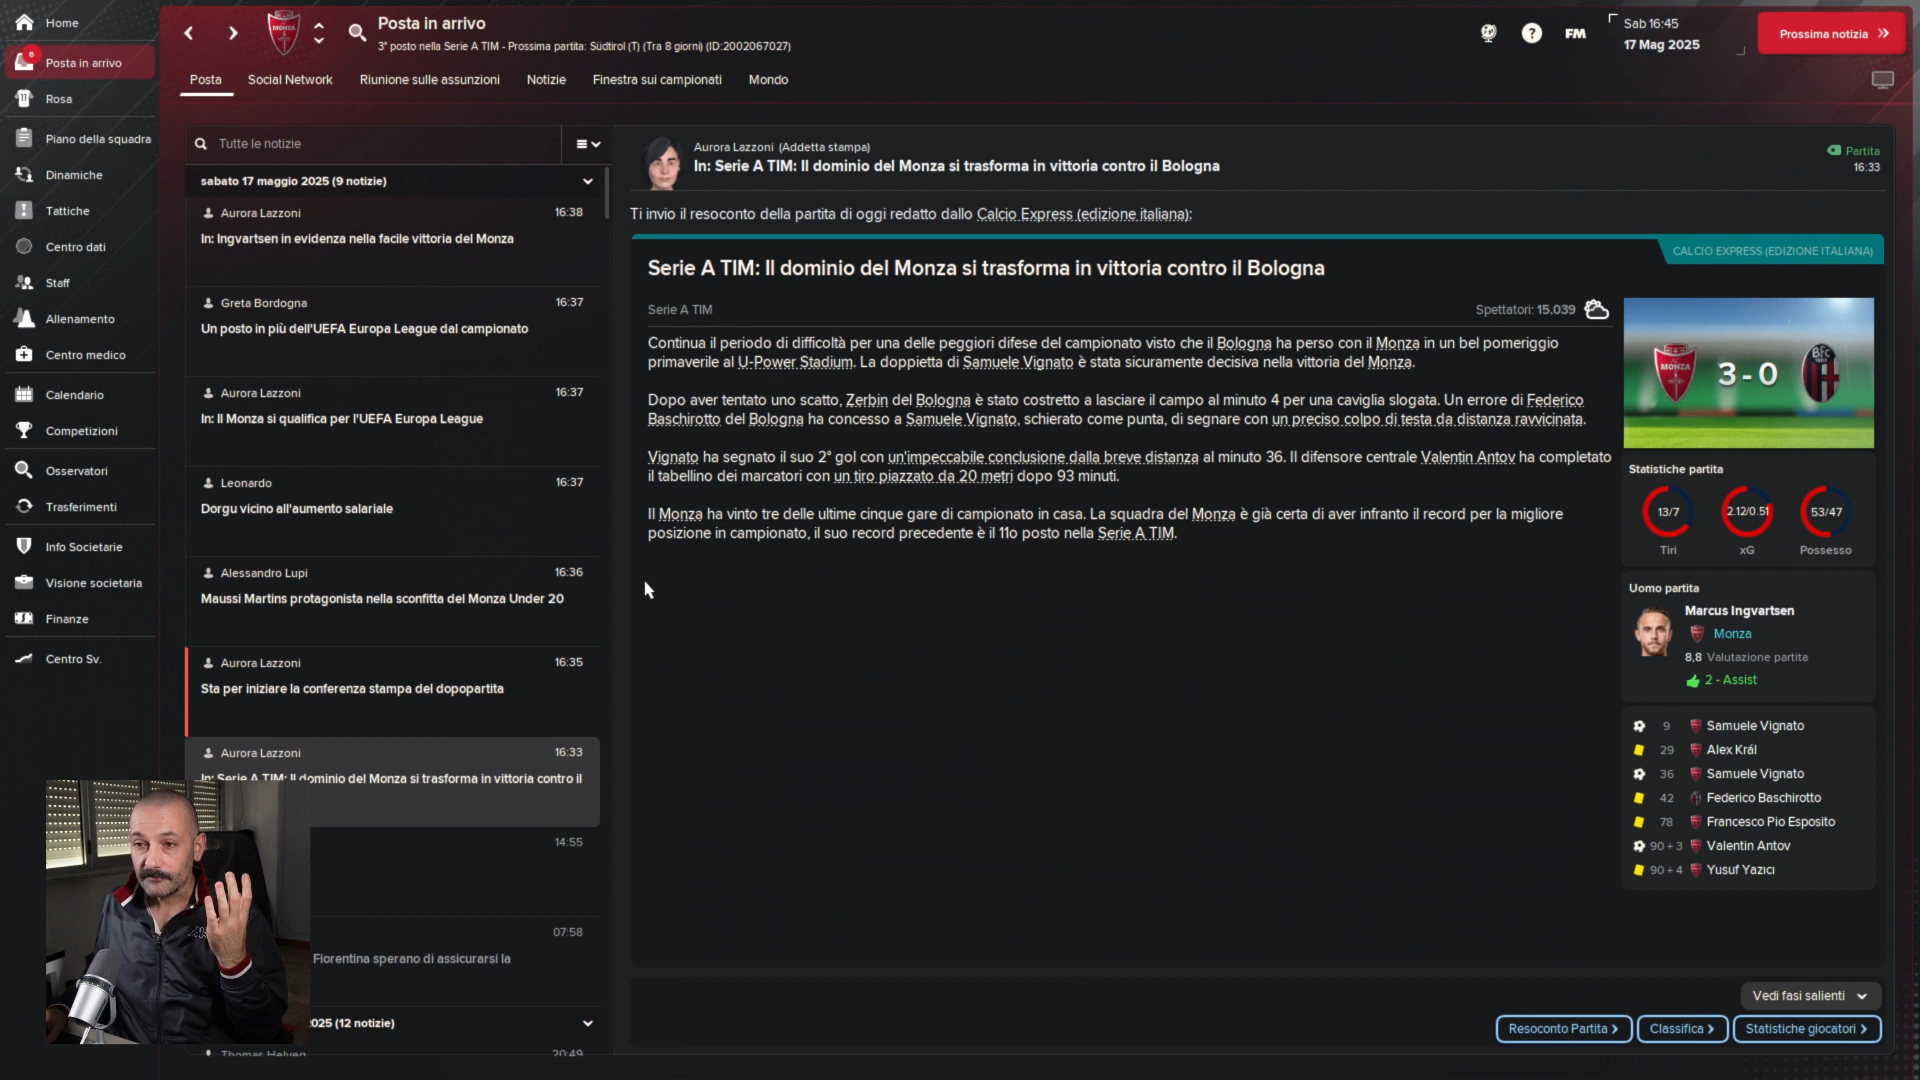 Home
6
Posta in arrivo
Rosa
Piano della squadra
Dinamiche
Tattiche
Centro dati
Staff
Allenamento
Centro medico
Calendario
Competizioni
Osservatori
Trasferimenti
Info Societarie
Visione societaria
Finanze
Centro Sv.
MONZA
Posta in arrivo
3° posto nella Serie A TIM - Prossima partita: Südtirol (T) (Tra 8 giorni) (ID:2002067027)
?
FM
Sab 16:45
17 Mag 2025
Prossima notizia
Posta
Social Network
Riunione sulle assunzioni
Notizie
Finestra sui campionati
Mondo
Tutte le notizie
sabato 17 maggio 2025 (9 notizie)
Aurora Lazzoni 16:38
In: Ingvartsen in evidenza nella facile vittoria del Monza
Greta Bordogna 16:37
Un posto in più dell'UEFA Europa League dal campionato
Aurora Lazzoni 16:37
In: Il Monza si qualifica per l'UEFA Europa League
Leonardo 16:37
Dorgu vicino all'aumento salariale
Alessandro Lupi 16:36
Maussi Martins protagonista nella sconfitta del Monza Under 20
Aurora Lazzoni 16:35
Sta per iniziare la conferenza stampa del dopopartita
Aurora Lazzoni 16:33
In: Serie A TIM: Il dominio del Monza si trasforma in vittoria contro il
14:55
07:58
Fiorentina sperano di assicurarsi la
2025 (12 notizie)
Thomas Helveg 20:49
Aurora Lazzoni (Addetta stampa)
In: Serie A TIM: Il dominio del Monza si trasforma in vittoria contro il Bologna
Partita
16:33
Ti invio il resoconto della partita di oggi redatto dallo Calcio Express (edizione italiana):
CALCIO EXPRESS (EDIZIONE ITALIANA)
Serie A TIM: Il dominio del Monza si trasforma in vittoria contro il Bologna
Serie A TIM
Spettatori: 15.039
Continua il periodo di difficoltà per una delle peggiori difese del campionato visto che il Bologna ha perso con il Monza in un bel pomeriggio
primaverile al U-Power Stadium. La doppietta di Samuele Vignato è stata sicuramente decisiva nella vittoria del Monza.
Dopo aver tentato uno scatto, Zerbin del Bologna è stato costretto a lasciare il campo al minuto 4 per una caviglia slogata. Un errore di Federico
Baschirotto del Bologna ha concesso a Samuele Vignato, schierato come punta, di segnare con un preciso colpo di testa da distanza ravvicinata.
Vignato ha segnato il suo 2° gol con un'impeccabile conclusione dalla breve distanza al minuto 36. Il difensore centrale Valentin Antov ha completato
il tabellino dei marcatori con un tiro piazzato da 20 metri dopo 93 minuti.
Il Monza ha vinto tre delle ultime cinque gare di campionato in casa. La squadra del Monza è già certa di aver infranto il record per la migliore
posizione in campionato, il suo record precedente è il 11o posto nella Serie A TIM.
MONZA
3 - 0
BFC
Statistiche partita
13/7
2.12/0.51
53/47
Tiri
xG
Possesso
Uomo partita
Marcus Ingvartsen
Monza
8,8 Valutazione partita
2 - Assist
9 Samuele Vignato
29 Alex Král
36 Samuele Vignato
42 Federico Baschirotto
78 Francesco Pio Esposito
90 + 3 Valentin Antov
90 + 4 Yusuf Yazıcı
Vedi fasi salienti
Resoconto Partita
Classifica
Statistiche giocatori